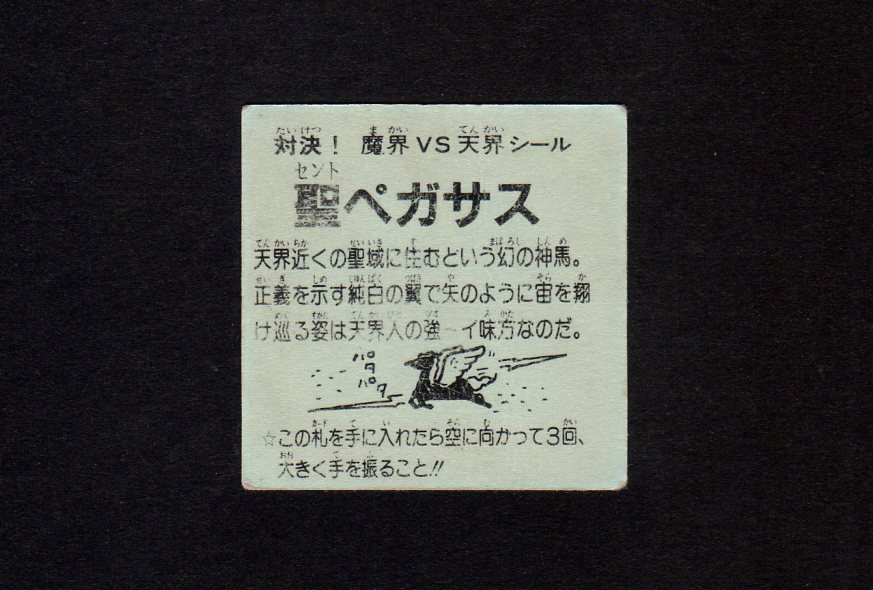 対決！ 魔界VS天界シール
聖ペガサス
天界近くの聖域に住むという幻の神馬。
正義を示す純白の翼で矢のように宙を翔
け巡る姿は天界人の強〜イ味方なのだ。
パタパタ
☆この札を手に入れたら空に向かって3回、
大きく手を振ること!!